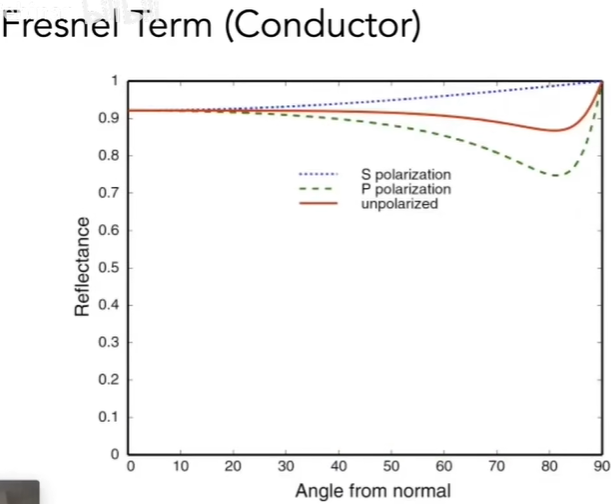 Fresnel Term (Conductor)
1
0.9
0.8
0.7
0.6
0.5
0.4
0.3
0.2
0.1
0
Reflectance
S polarization
P polarization
unpolarized
0 10 20 30 40 50 60 70 80 90
Angle from normal